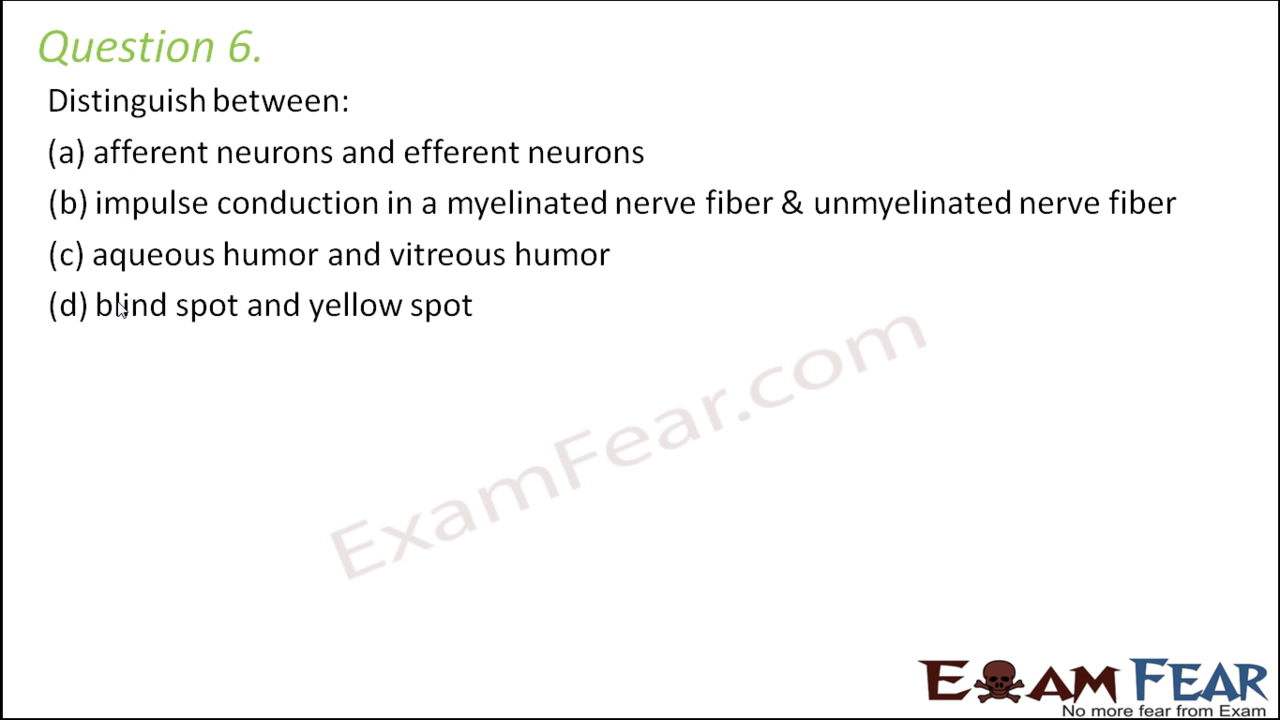 Question 6.
Distinguish between:
(a) afferent neurons and efferent neurons
(b) impulse conduction in a myelinated nerve fiber & unmyelinated nerve fiber
(c) aqueous humor and vitreous humor
(d) blind spot and yellow spot
ExamFear.com
EXAM FEAR
No more fear from Exam